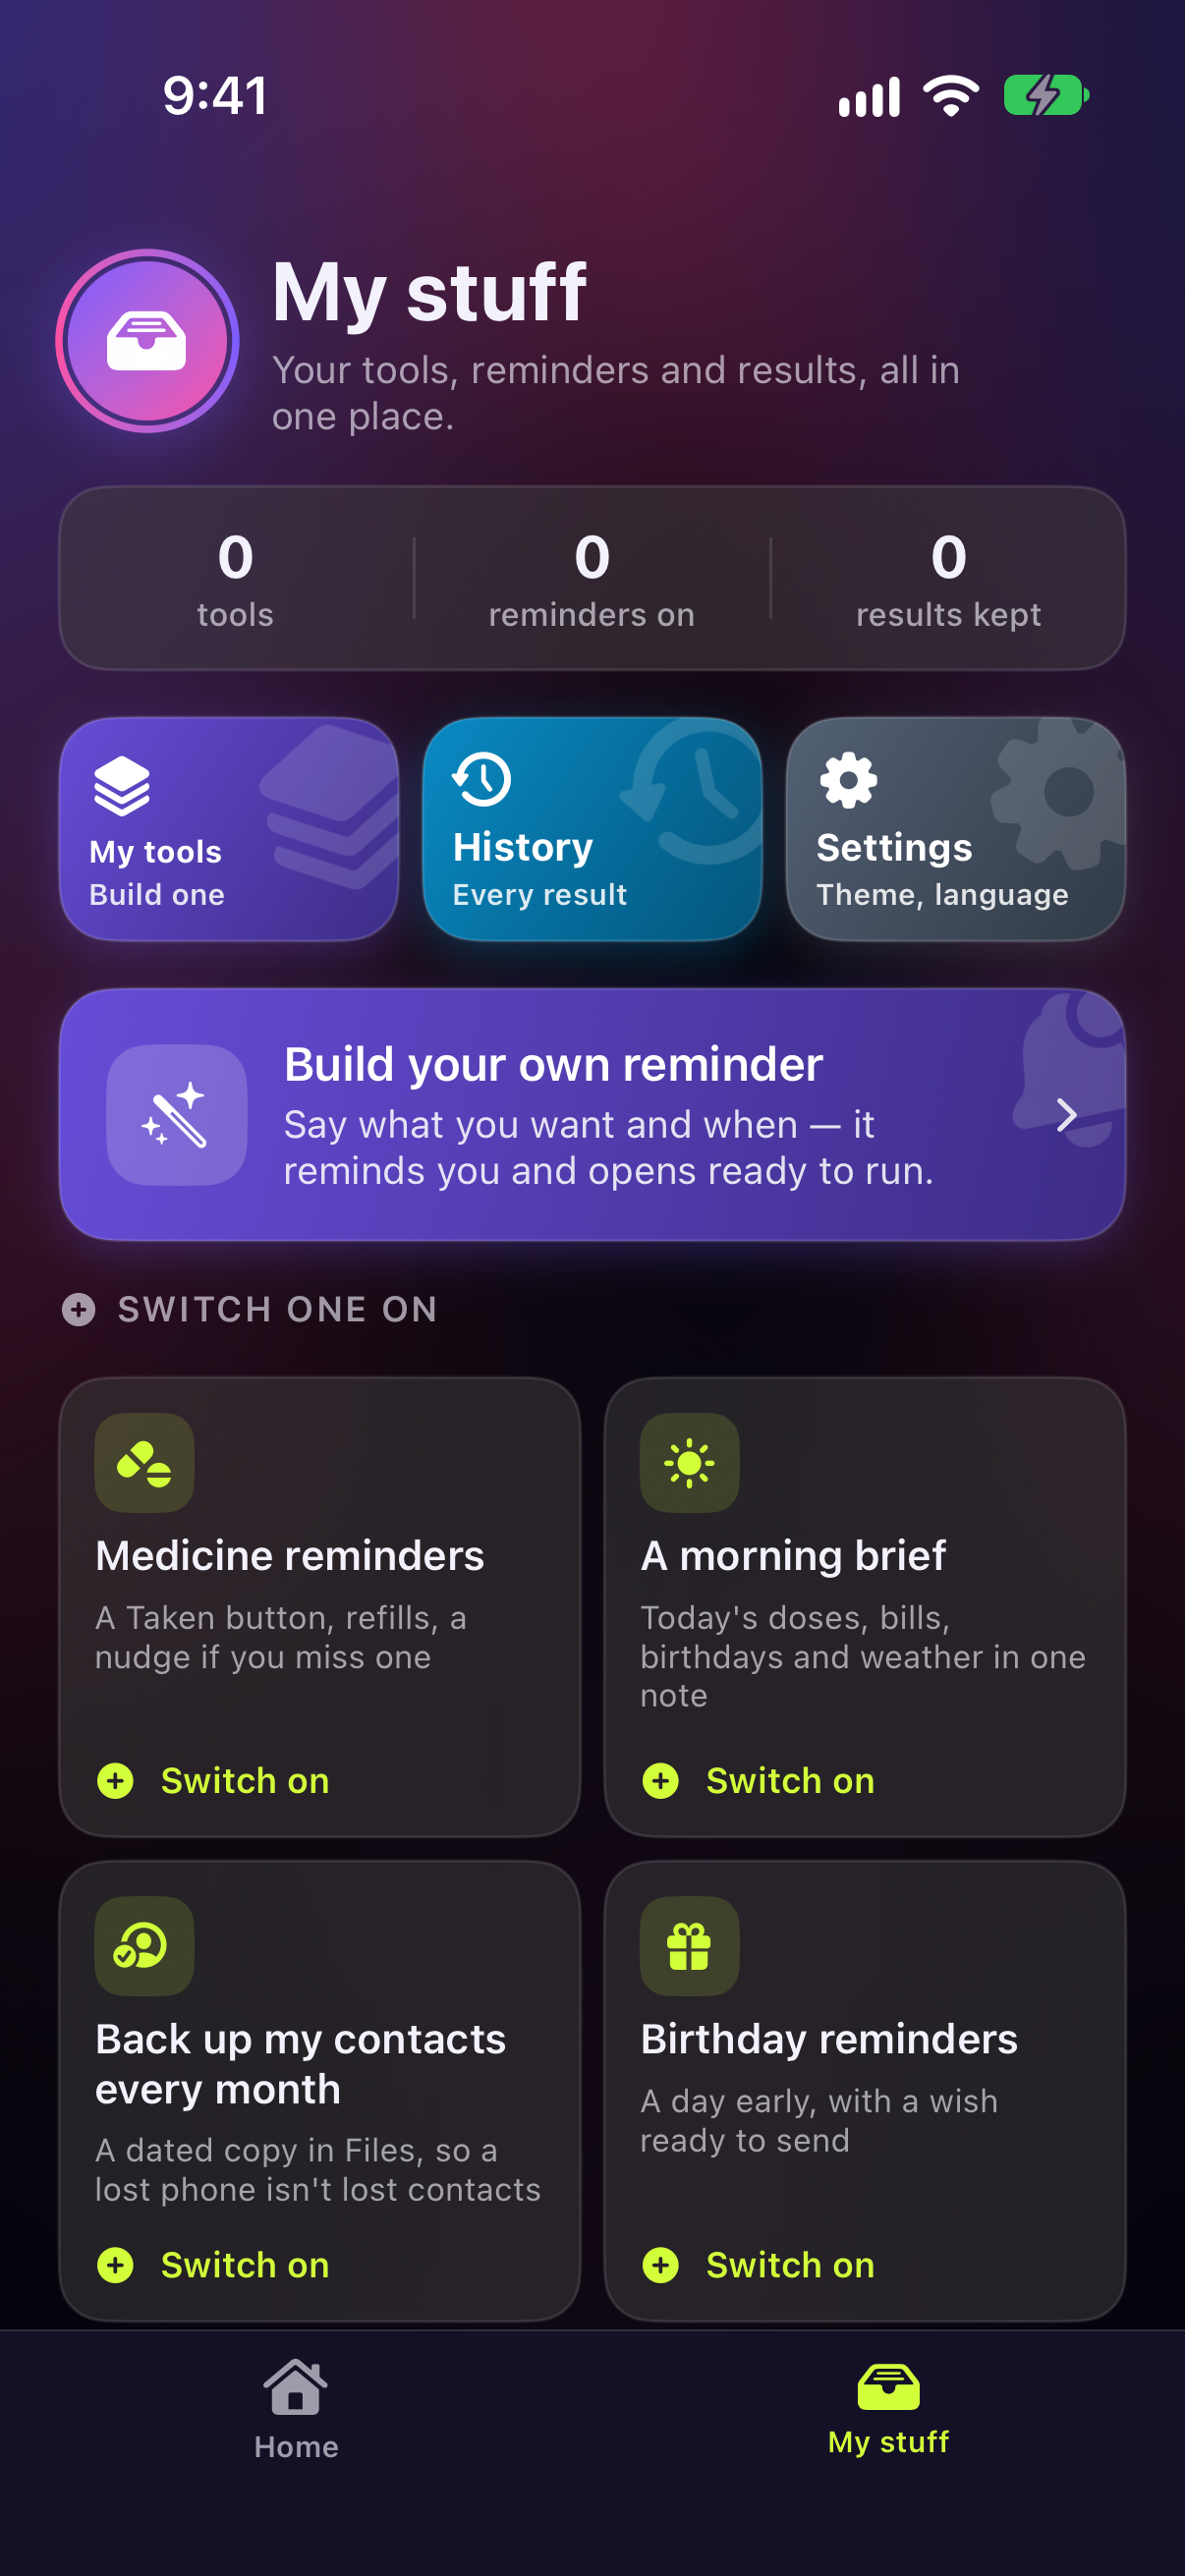 9:41
My stuff
Your tools, reminders and results, all in
one place.
0
tools
0
reminders on
0
results kept
My tools
Build one
History
Every result
Settings
Theme, language
Build your own reminder
Say what you want and when — it
reminds you and opens ready to run.
SWITCH ONE ON
Medicine reminders
A Taken button, refills, a
nudge if you miss one
Switch on
A morning brief
Today's doses, bills,
birthdays and weather in one
note
Switch on
Back up my contacts
every month
A dated copy in Files, so a
lost phone isn't lost contacts
Switch on
Birthday reminders
A day early, with a wish
ready to send
Switch on
Home
My stuff